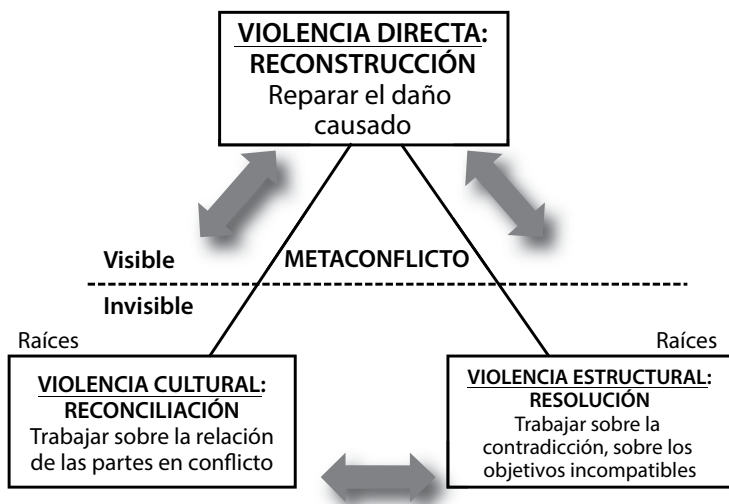 VIOLENCIA DIRECTA:
RECONSTRUCCIÓN
Reparar el daño
causado
Visible
METACONFLICTO
Invisible
Raíces
Raíces
VIOLENCIA CULTURAL:
RECONCILIACIÓN
Trabajar sobre la relación
de las partes en conflicto
VIOLENCIA ESTRUCTURAL:
RESOLUCIÓN
Trabajar sobre la
contradicción, sobre los
objetivos incompatibles